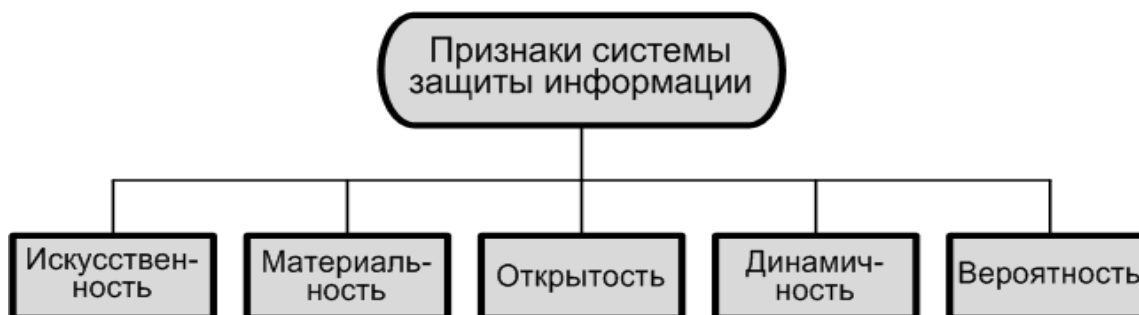 Признаки системы
защиты информации
Искусствен-
ность
Материаль-
ность
Открытость
Динамич-
ность
Вероятность